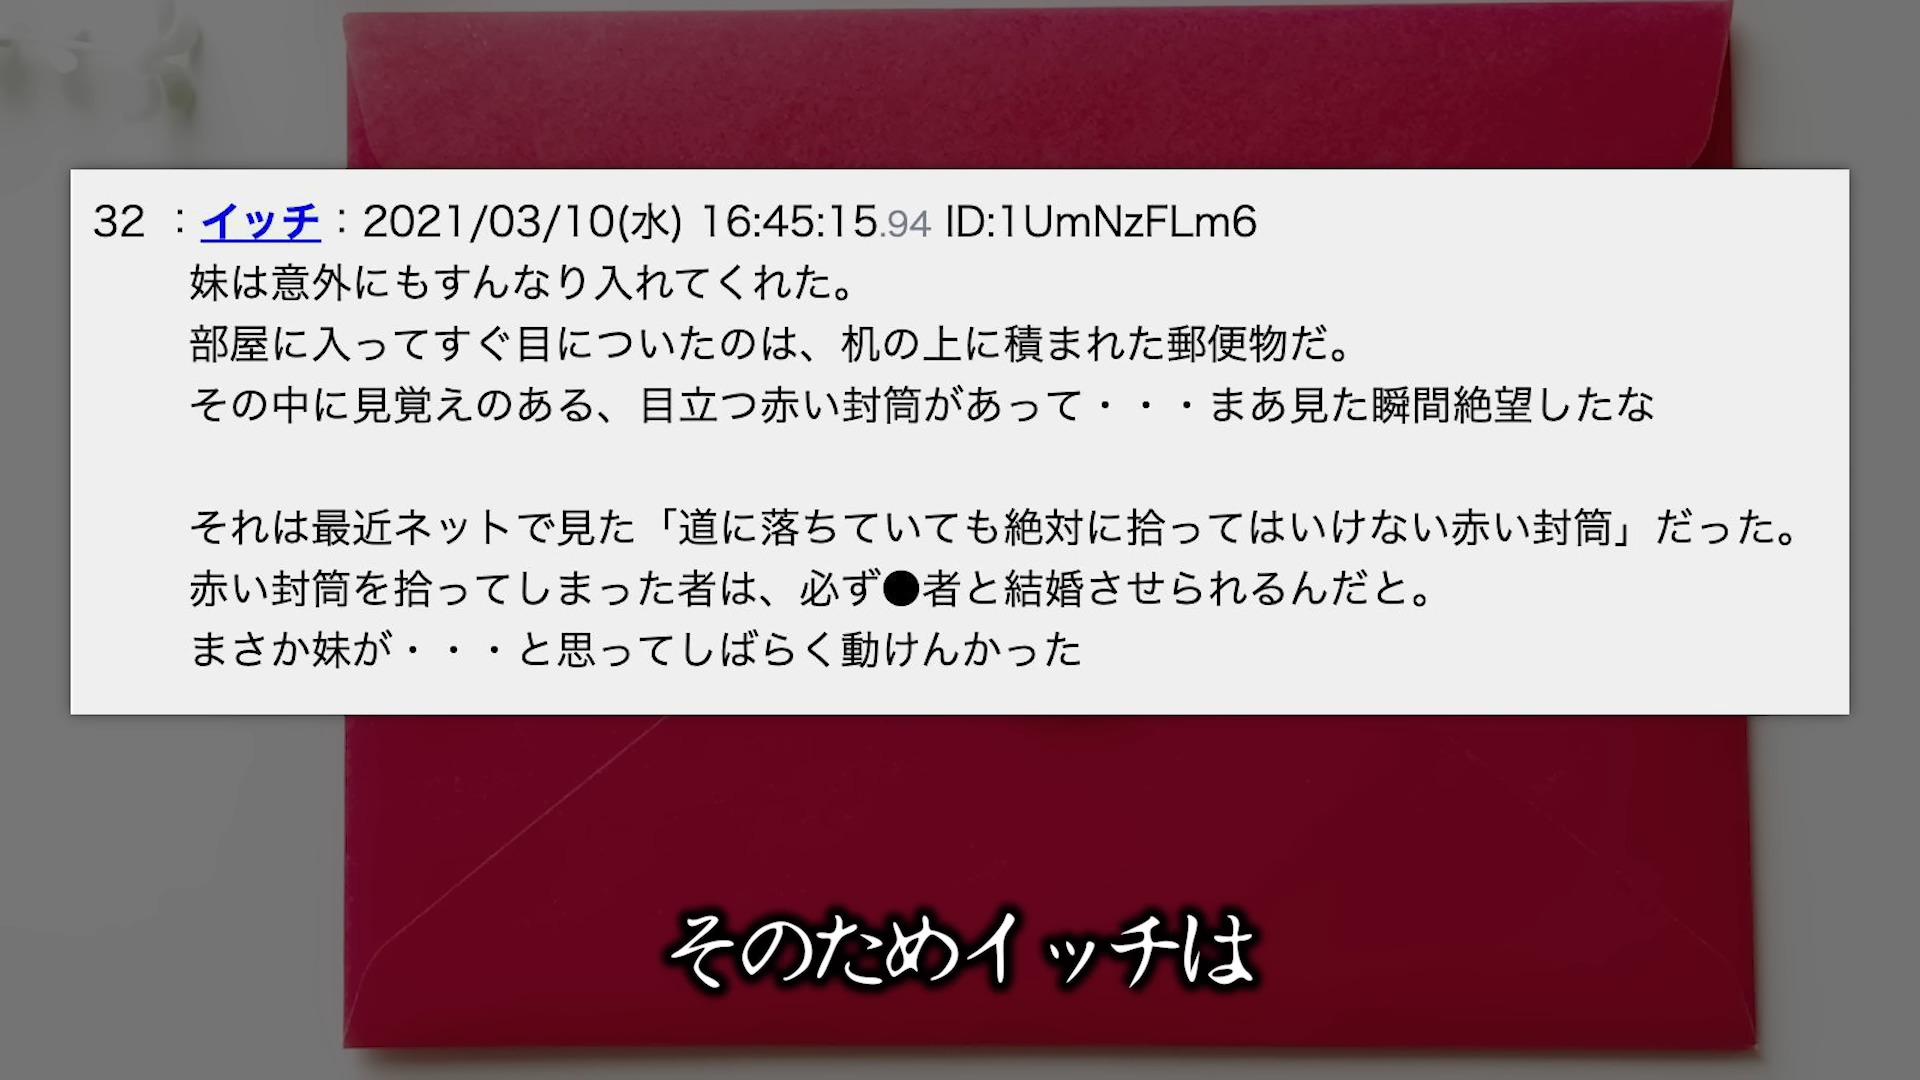 32 ：イッチ：2021/03/10(水) 16:45:15.94 ID:1UmNzFLm6
妹は意外にもすんなり入れてくれた。
部屋に入ってすぐ目についたのは、机の上に積まれた郵便物だ。
その中に見覚えのある、目立つ赤い封筒があって・・・まあ見た瞬間絶望したな
それは最近ネットで見た「道に落ちていても絶対に拾ってはいけない赤い封筒」だった。
赤い封筒を拾ってしまった者は、必ず●者と結婚させられるんだと。
まさか妹が・・・と思ってしばらく動けんかった
そのためイッチは